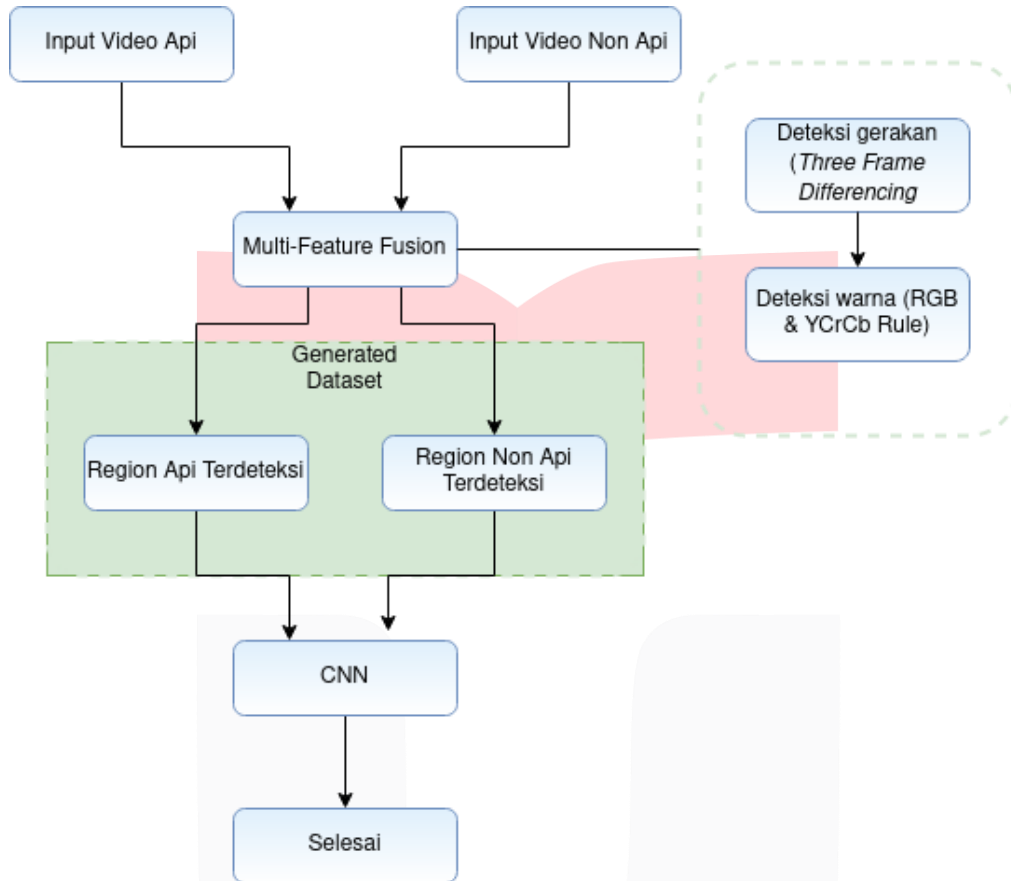 Input Video Api
Input Video Non Api
Deteksi gerakan
(Three Frame
Differencing
Multi-Feature Fusion
Deteksi warna (RGB
& YCrCb Rule)
Generated
Dataset
Region Api Terdeteksi
Region Non Api
Terdeteksi
CNN
Selesai